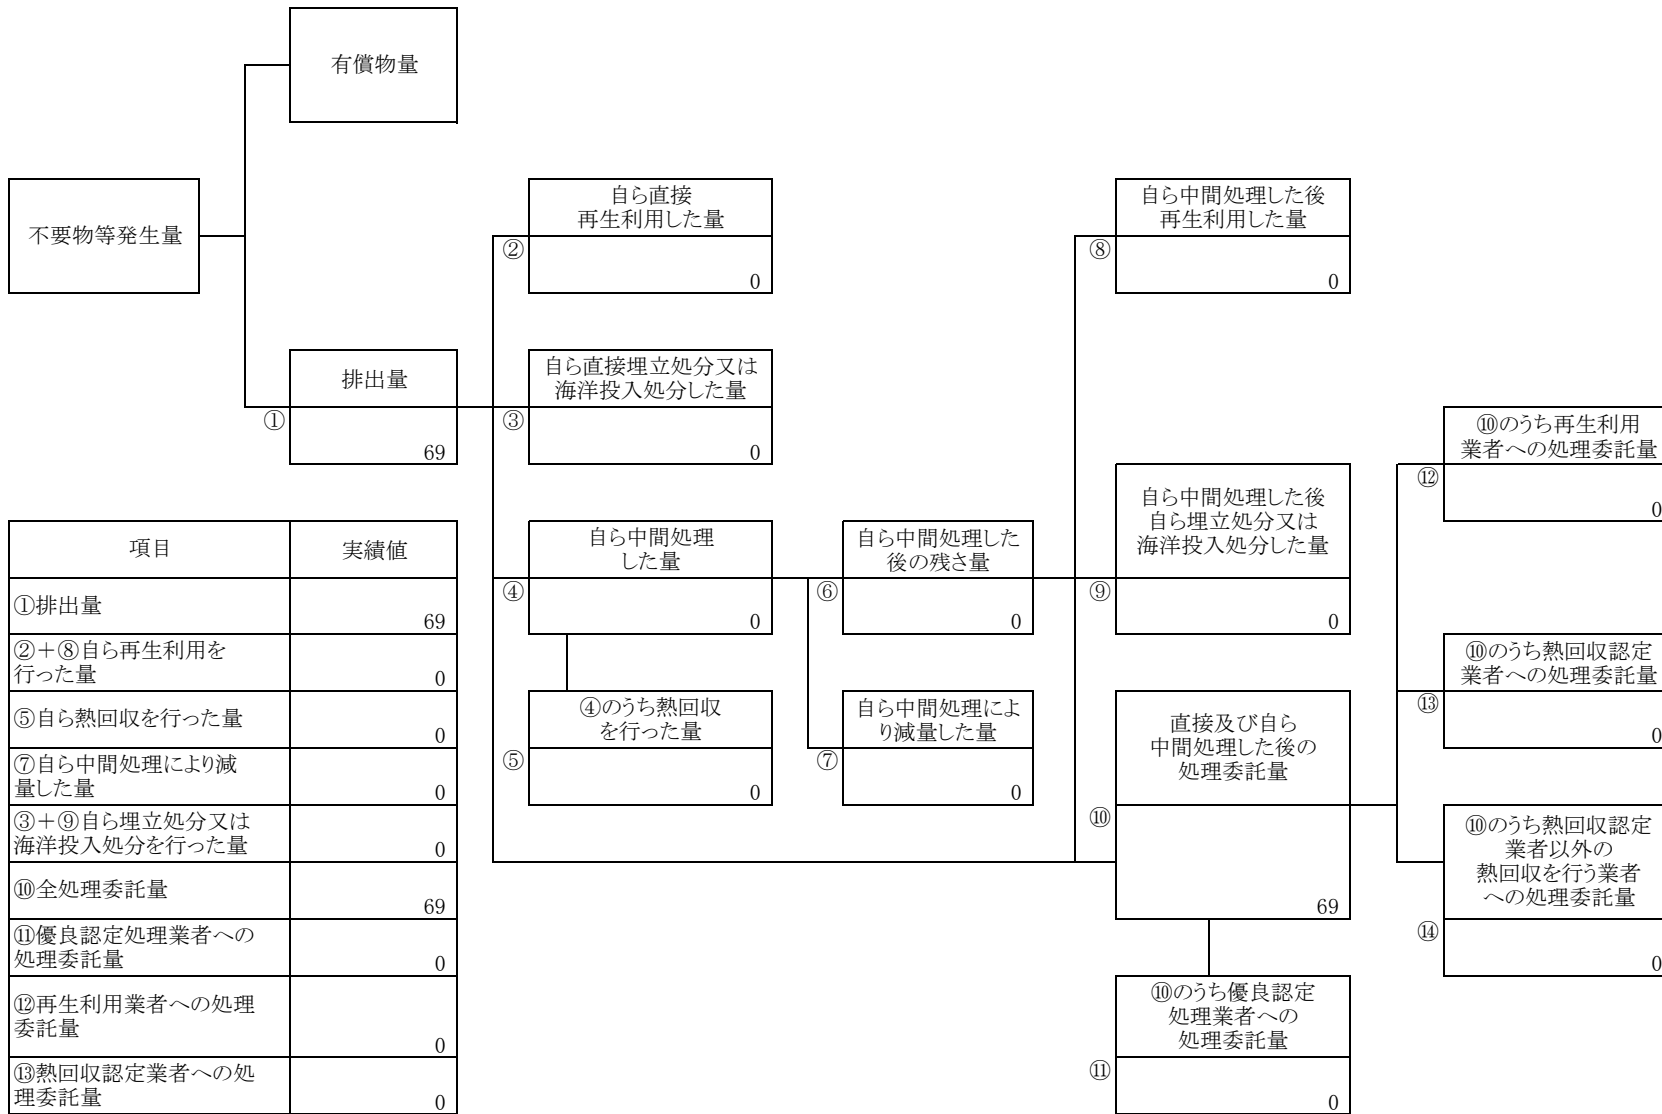 有償物量
不要物等発生量
自ら直接
再生利用した量
②
0
自ら中間処理した後
再生利用した量
⑧
0
排出量
①
69
自ら直接埋立処分又は
海洋投入処分した量
③
0
⑩のうち再生利用
業者への処理委託量
⑫
0
自ら中間処理
した量
④
0
自ら中間処理した
後の残さ量
⑥
0
自ら中間処理した後
自ら埋立処分又は
海洋投入処分した量
⑨
0
⑩のうち熱回収認定
業者への処理委託量
⑬
0
④のうち熱回収
を行った量
⑤
0
自ら中間処理によ
り減量した量
⑦
0
直接及び自ら
中間処理した後の
処理委託量
⑩
69
⑩のうち熱回収認定
業者以外の
熱回収を行う業者
への処理委託量
⑭
0
⑩のうち優良認定
処理業者への
処理委託量
⑪
0
項目 実績値
①排出量
69
②+⑧自ら再生利用を
行った量 0
⑤自ら熱回収を行った量
0
⑦自ら中間処理により減
量した量 0
③+⑨自ら埋立処分又は
海洋投入処分を行った量 0
⑩全処理委託量
69
⑪優良認定処理業者への
処理委託量 0
⑫再生利用業者への処理
委託量
0
⑬熱回収認定業者への処
理委託量 0